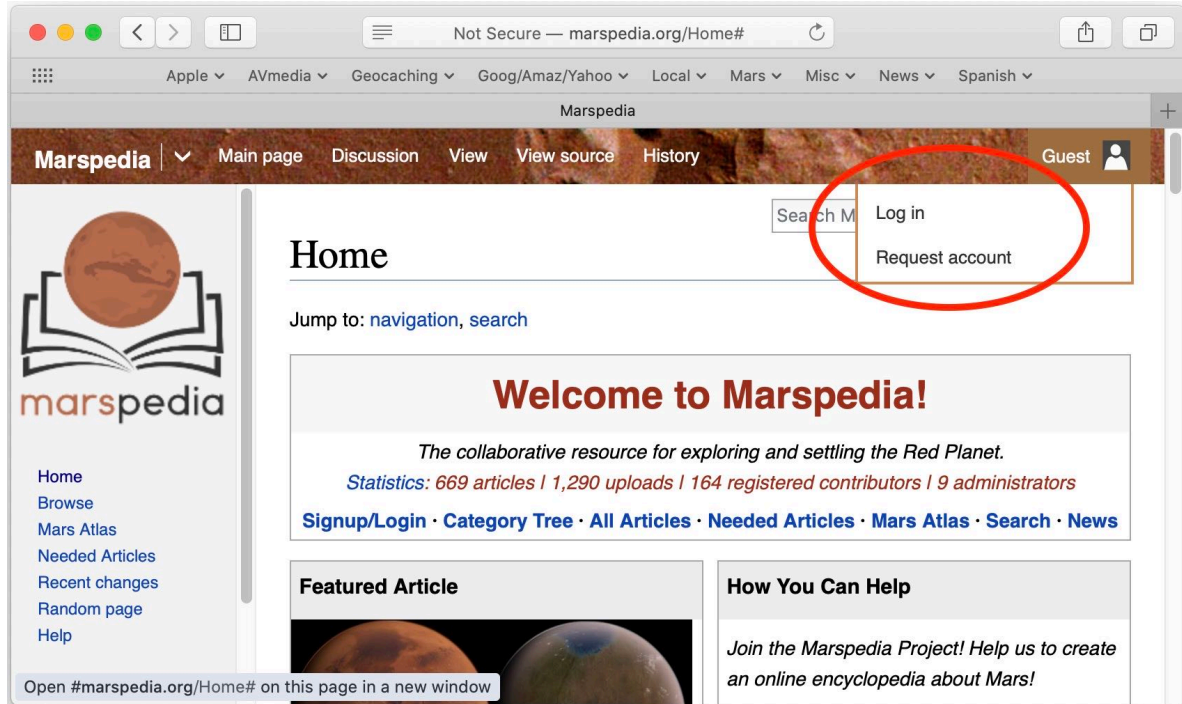 Not Secure — marspedia.org/Home#
Apple AVmedia Geocaching Goog/Amaz/Yahoo Local Mars Misc News Spanish
Marspedia
Marspedia Main page Discussion View View source History Guest
Search M
Log in
Request account
Home
Jump to: navigation, search
marspedia
Welcome to Marspedia!
The collaborative resource for exploring and settling the Red Planet.
Statistics: 669 articles | 1,290 uploads | 164 registered contributors | 9 administrators
Signup/Login · Category Tree · All Articles · Needed Articles · Mars Atlas · Search · News
Home
Browse
Mars Atlas
Needed Articles
Recent changes
Random page
Help
Featured Article
How You Can Help
Join the Marspedia Project! Help us to create
an online encyclopedia about Mars!
Open #marspedia.org/Home# on this page in a new window